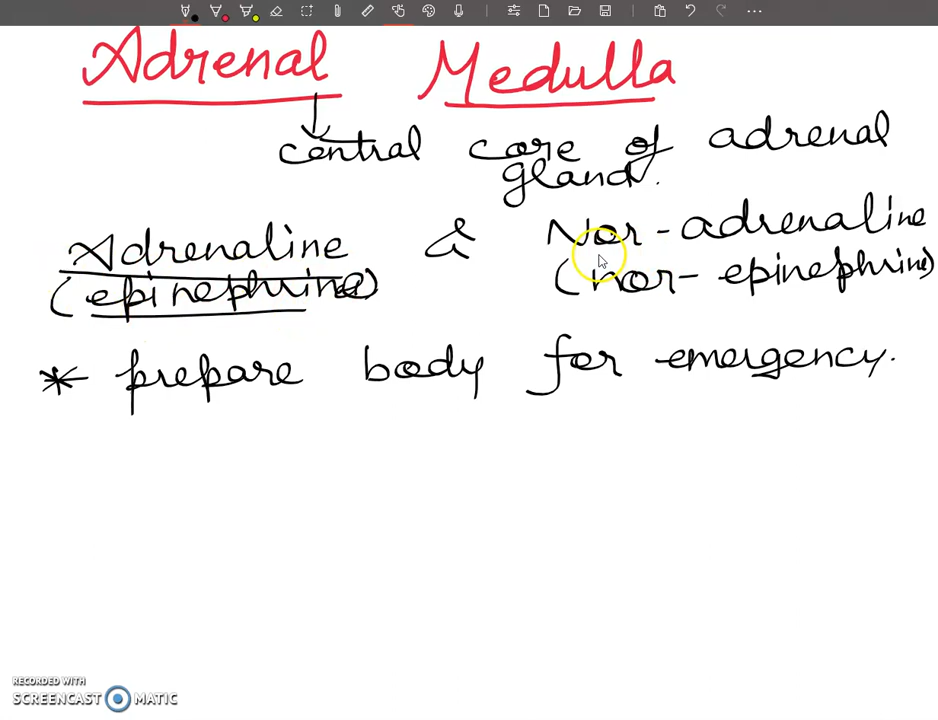 Adrenal Medulla
central core of adrenal
gland.
Adrenaline & Nor-adrenaline
(epinephrine) (nor-epinephrine)
* prepare body for emergency.
RECORDED WITH
SCREENCAST MATIC